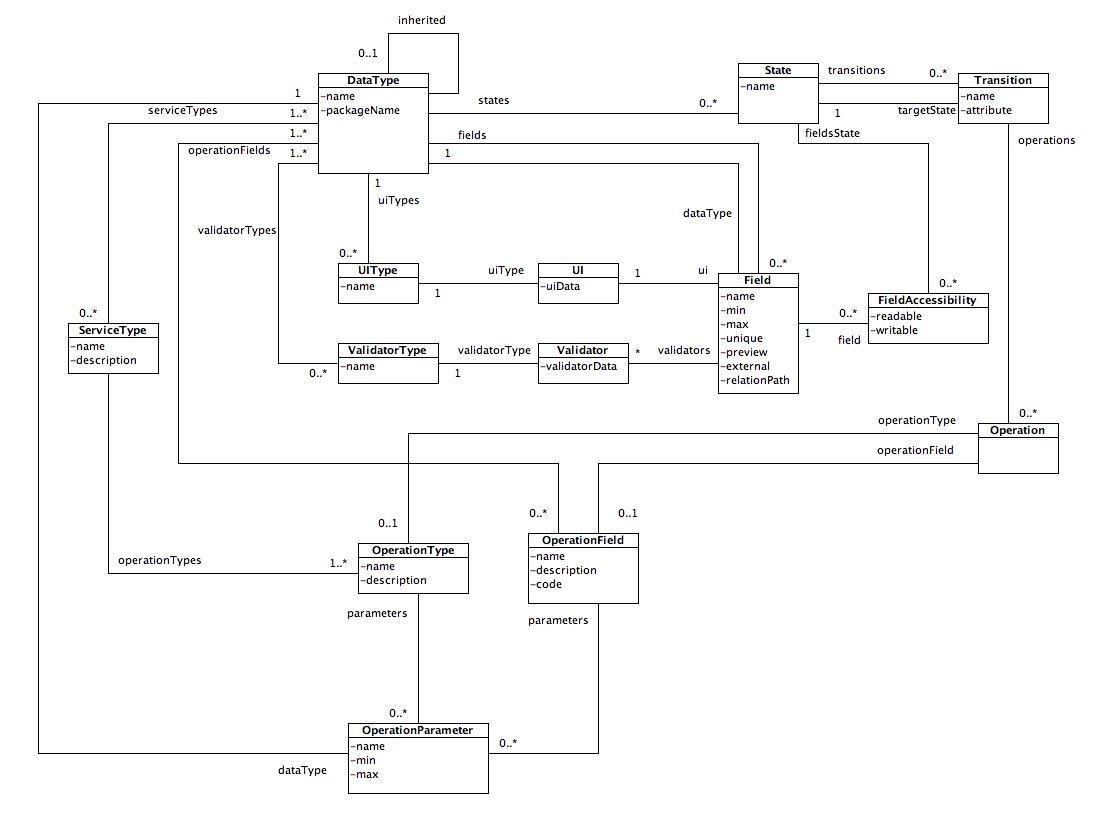 inherited
0..1
DataType
-name
-packageName
1
serviceTypes
1..*
1..*
operationFields
1..*
states
0..*
fields
1
State
-name
transitions
0..*
1
targetState
Transition
-name
-attribute
fieldsState
operations
1
uiTypes
validatorTypes
dataType
0..*
UIType
-name
uiType
1
UI
-uiData
1
ui
0..*
Field
-name
-min
-max
-unique
-preview
-external
-relationPath
0..*
FieldAccessibility
-readable
-writable
0..*
1
field
0..*
ServiceType
-name
-description
ValidatorType
-name
0..*
validatorType
1
Validator
-validatorData
*
validators
0..*
operationType
Operation
operationField
0..1
0..*
0..1
operationTypes
1..*
OperationType
-name
-description
OperationField
-name
-description
-code
parameters
parameters
0..*
OperationParameter
-name
-min
-max
0..*
dataType